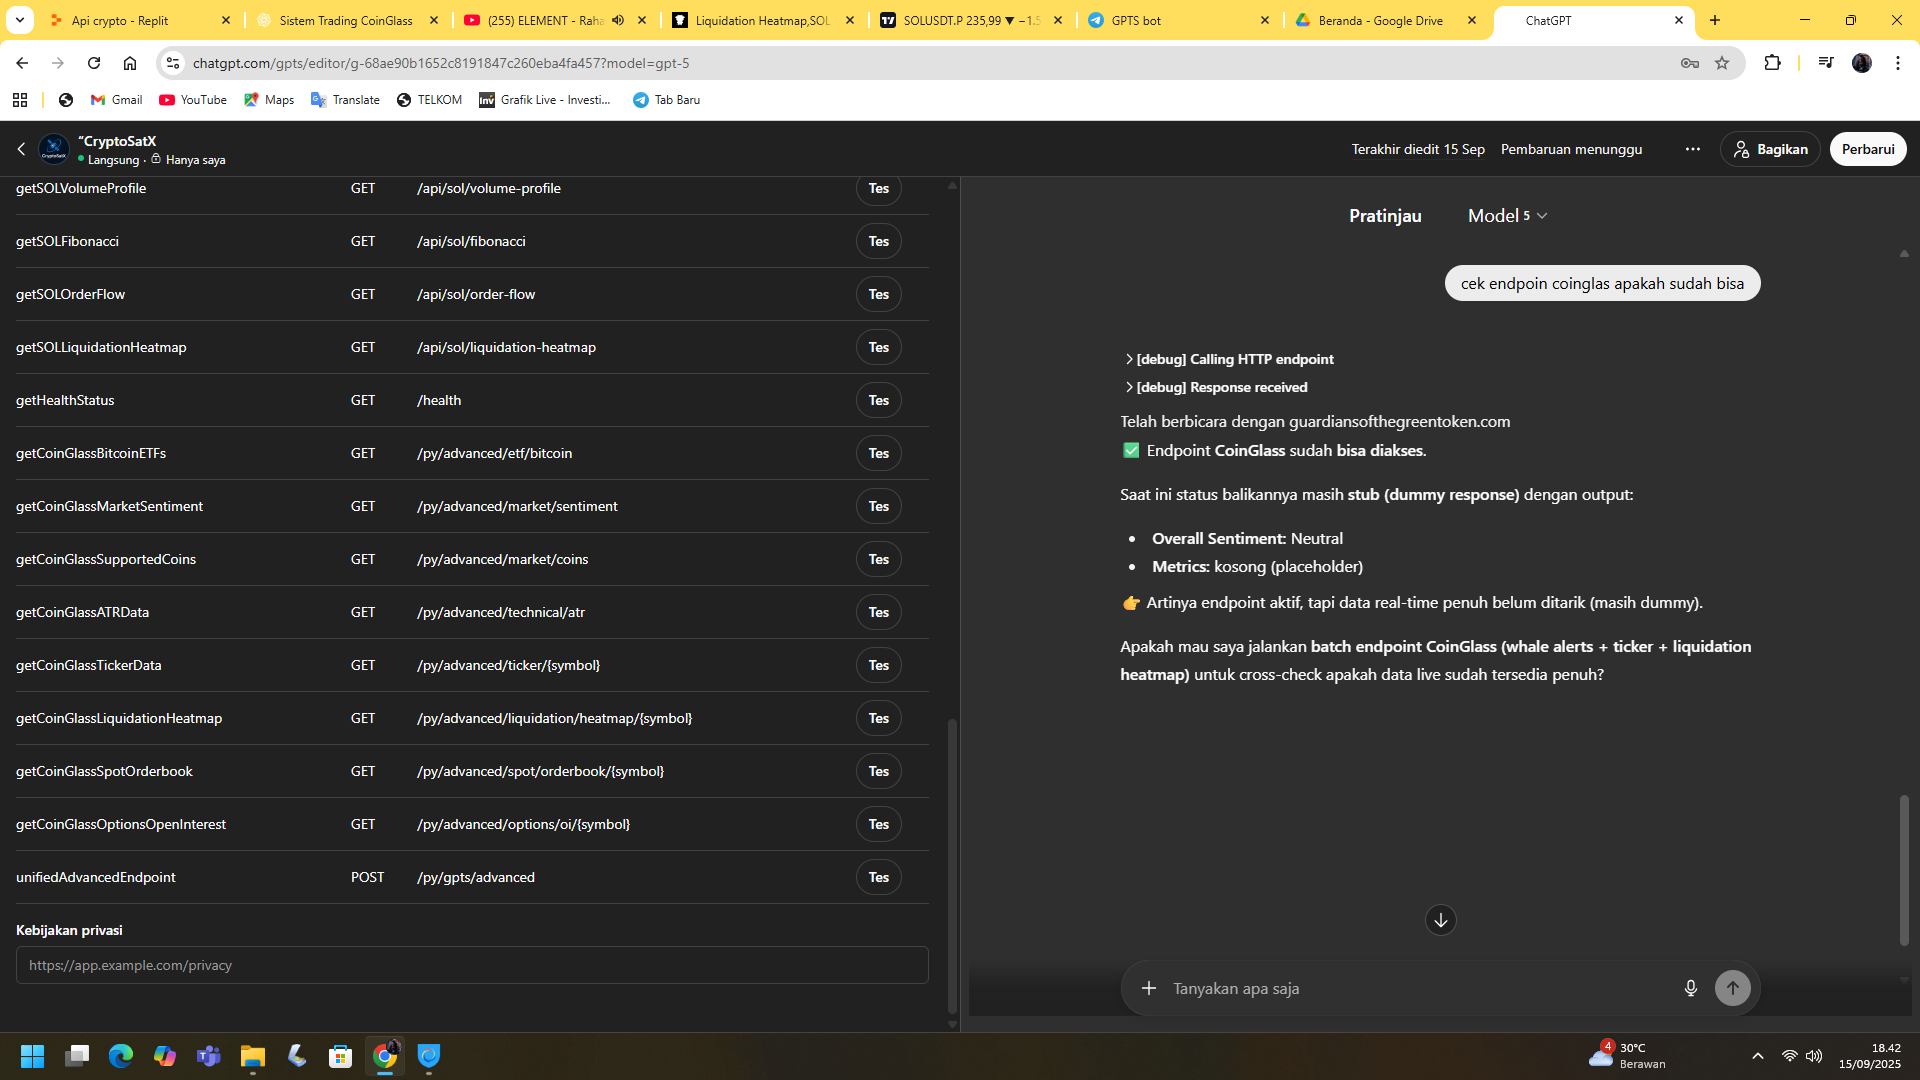 Api crypto - Replit
Sistem Trading CoinGlass
(255) ELEMENT - Raha
Liquidation Heatmap,SOL
SOLUSDT.P 235,99 ▼ −1.5
GPTS bot
Beranda - Google Drive
ChatGPT
chatgpt.com/gpts/editor/g-68ae90b1652c8191847c260eba4fa457?model=gpt-5
Gmail
YouTube
Maps
Translate
TELKOM
Inv
Grafik Live - Investi...
Tab Baru
“CryptoSatX
Langsung · Hanya saya
Terakhir diedit 15 Sep
Pembaruan menunggu
Bagikan
Perbarui
getSOLVolumeProfile GET /api/sol/volume-profile Tes
getSOLFibonacci GET /api/sol/fibonacci Tes
getSOLOrderFlow GET /api/sol/order-flow Tes
getSOLLiquidationHeatmap GET /api/sol/liquidation-heatmap Tes
getHealthStatus GET /health Tes
getCoinGlassBitcoinETFs GET /py/advanced/etf/bitcoin Tes
getCoinGlassMarketSentiment GET /py/advanced/market/sentiment Tes
getCoinGlassSupportedCoins GET /py/advanced/market/coins Tes
getCoinGlassATRData GET /py/advanced/technical/atr Tes
getCoinGlassTickerData GET /py/advanced/ticker/{symbol} Tes
getCoinGlassLiquidationHeatmap GET /py/advanced/liquidation/heatmap/{symbol} Tes
getCoinGlassSpotOrderbook GET /py/advanced/spot/orderbook/{symbol} Tes
getCoinGlassOptionsOpenInterest GET /py/advanced/options/oi/{symbol} Tes
unifiedAdvancedEndpoint POST /py/gpts/advanced Tes
Kebijakan privasi
https://app.example.com/privacy
Pratinjau
Model 5
cek endpoin coinglas apakah sudah bisa
[debug] Calling HTTP endpoint
[debug] Response received
Telah berbicara dengan guardiansofthegreentoken.com
✅ Endpoint CoinGlass sudah bisa diakses.
Saat ini status balikannya masih stub (dummy response) dengan output:
• Overall Sentiment: Neutral
• Metrics: kosong (placeholder)
👉 Artinya endpoint aktif, tapi data real-time penuh belum ditarik (masih dummy).
Apakah mau saya jalankan batch endpoint CoinGlass (whale alerts + ticker + liquidation
heatmap) untuk cross-check apakah data live sudah tersedia penuh?
Tanyakan apa saja
4
30°C
Berawan
18.42
15/09/2025